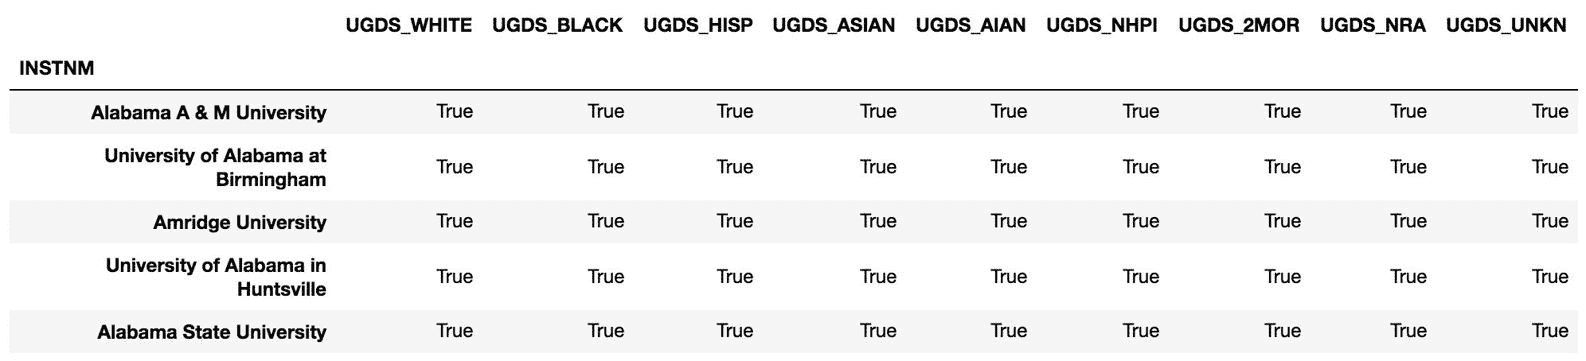 UGDS_WHITE UGDS_BLACK UGDS_HISP UGDS_ASIAN UGDS_AIAN UGDS_NHPI UGDS_2MOR UGDS_NRA UGDS_UNKN
INSTNM
Alabama A & M University True True True True True True True True True
University of Alabama at
Birmingham True True True True True True True True True
Amridge University True True True True True True True True True
University of Alabama in
Huntsville True True True True True True True True True
Alabama State University True True True True True True True True True